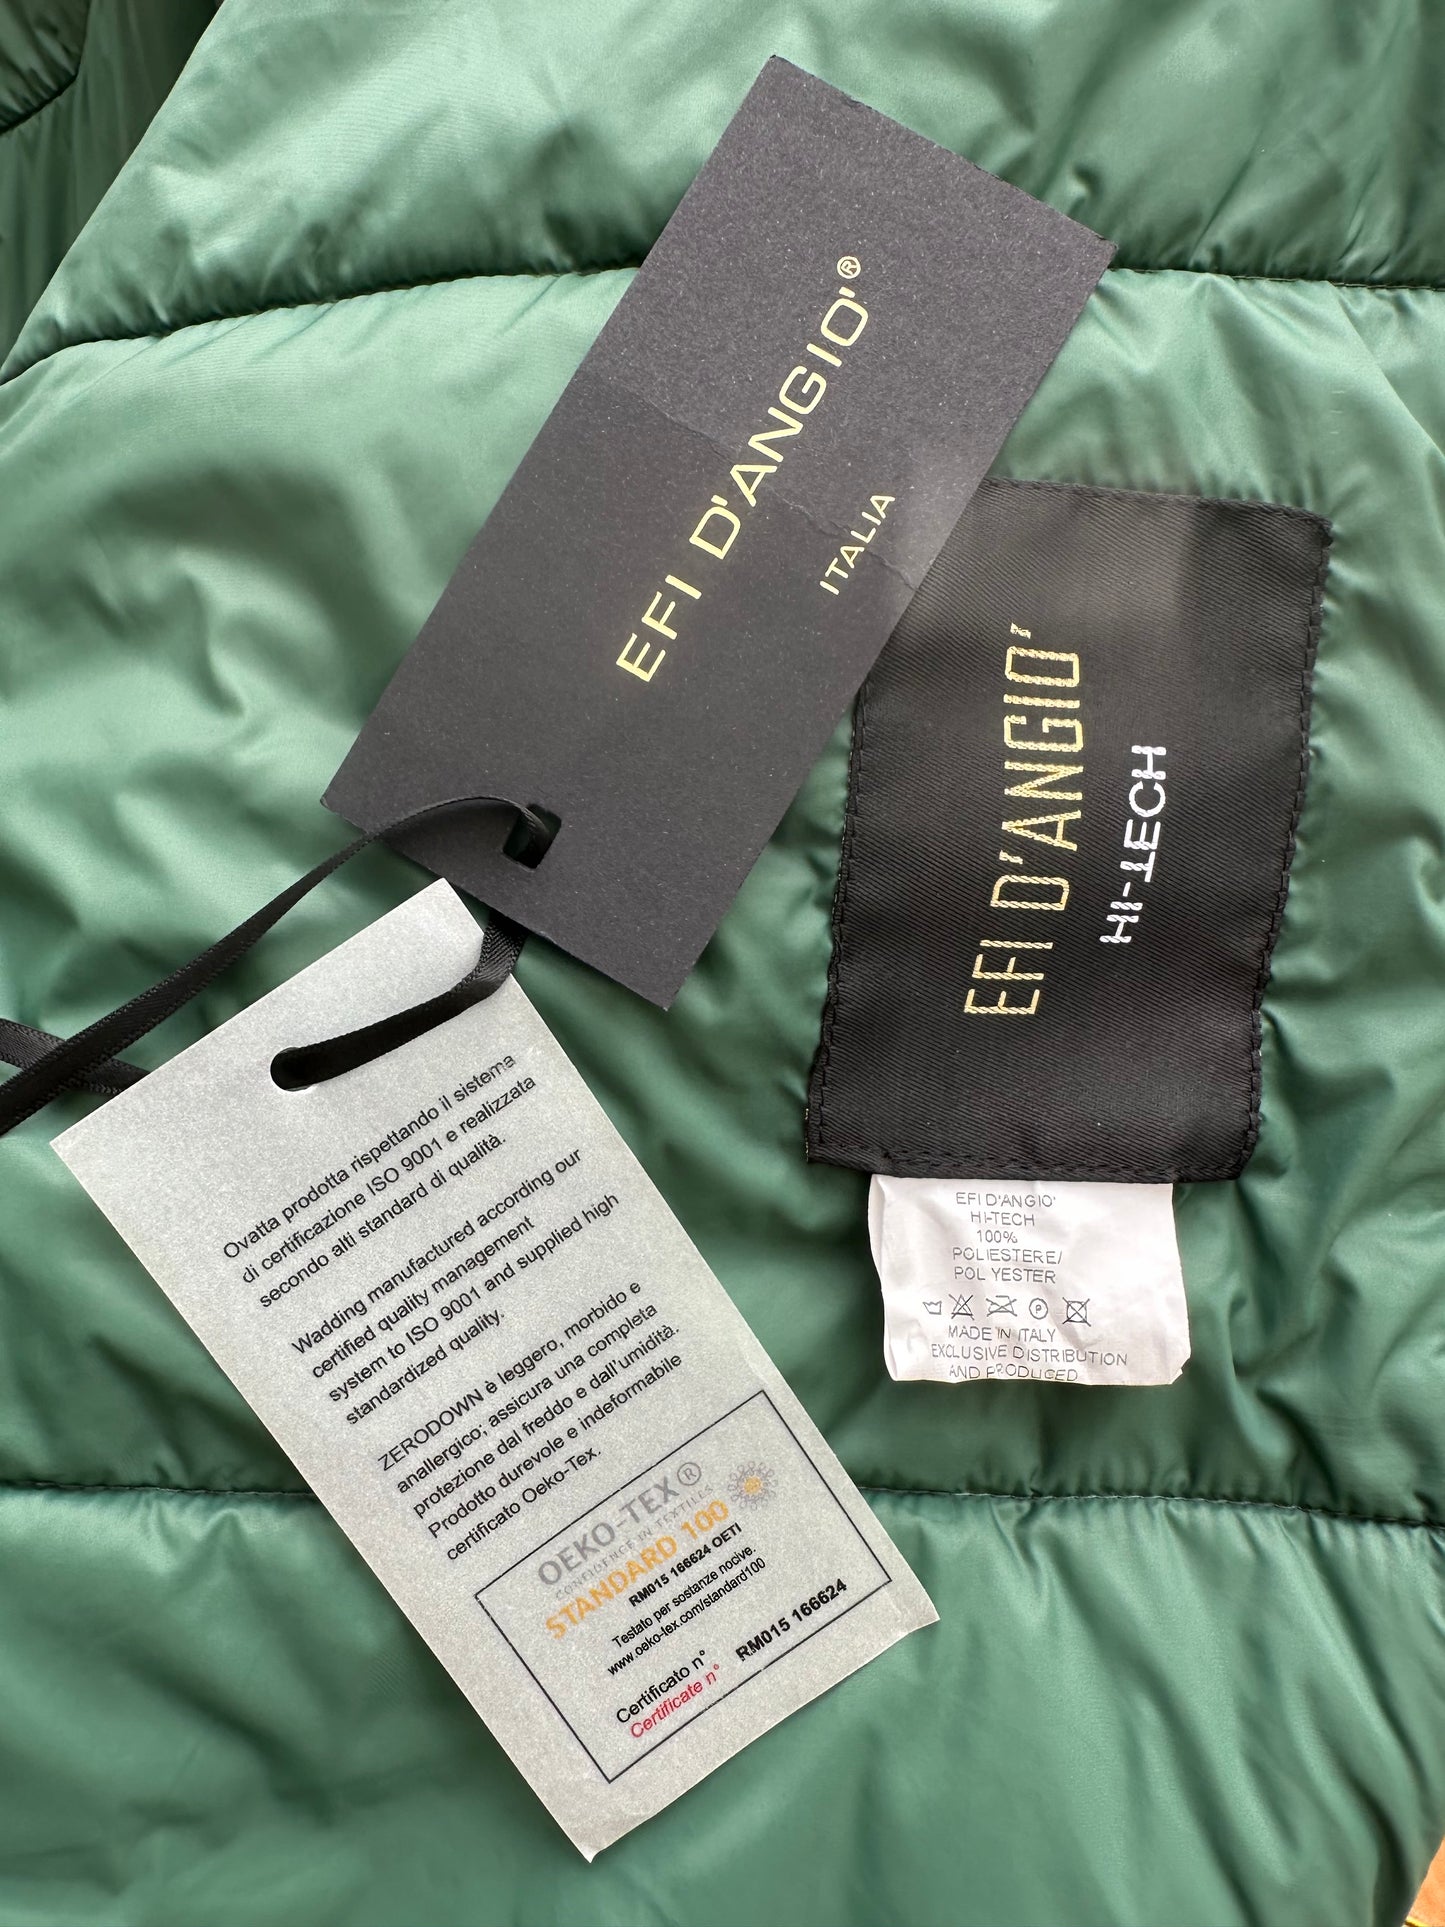 EFI D'ANGIO'®
ITALIA
EFI D'ANGIO'
HI-TECH
EFI D'ANGIO'
HI-TECH
100%
POLIESTERE/
POLYESTER
MADE IN ITALY
EXCLUSIVE DISTRIBUTION
AND PRODUCED
Ovatta prodotta rispettando il sistema
di certificazione ISO 9001 e realizzata
secondo alti standard di qualità.
Wadding manufactured according our
certified quality management
system to ISO 9001 and supplied high
standardized quality.
ZERODOWN è leggero, morbido e
anallergico; assicura una completa
protezione dal freddo e dall'umidità.
Prodotto durevole e indeformabile
certificato Oeko-Tex.
OEKO-TEX®
CONFIDENCE IN TEXTILES
STANDARD 100
RM015 166624 OETI
Testato per sostanze nocive.
www.oeko-tex.com/standard100
Certificato n°
Certificate n° RM015 166624